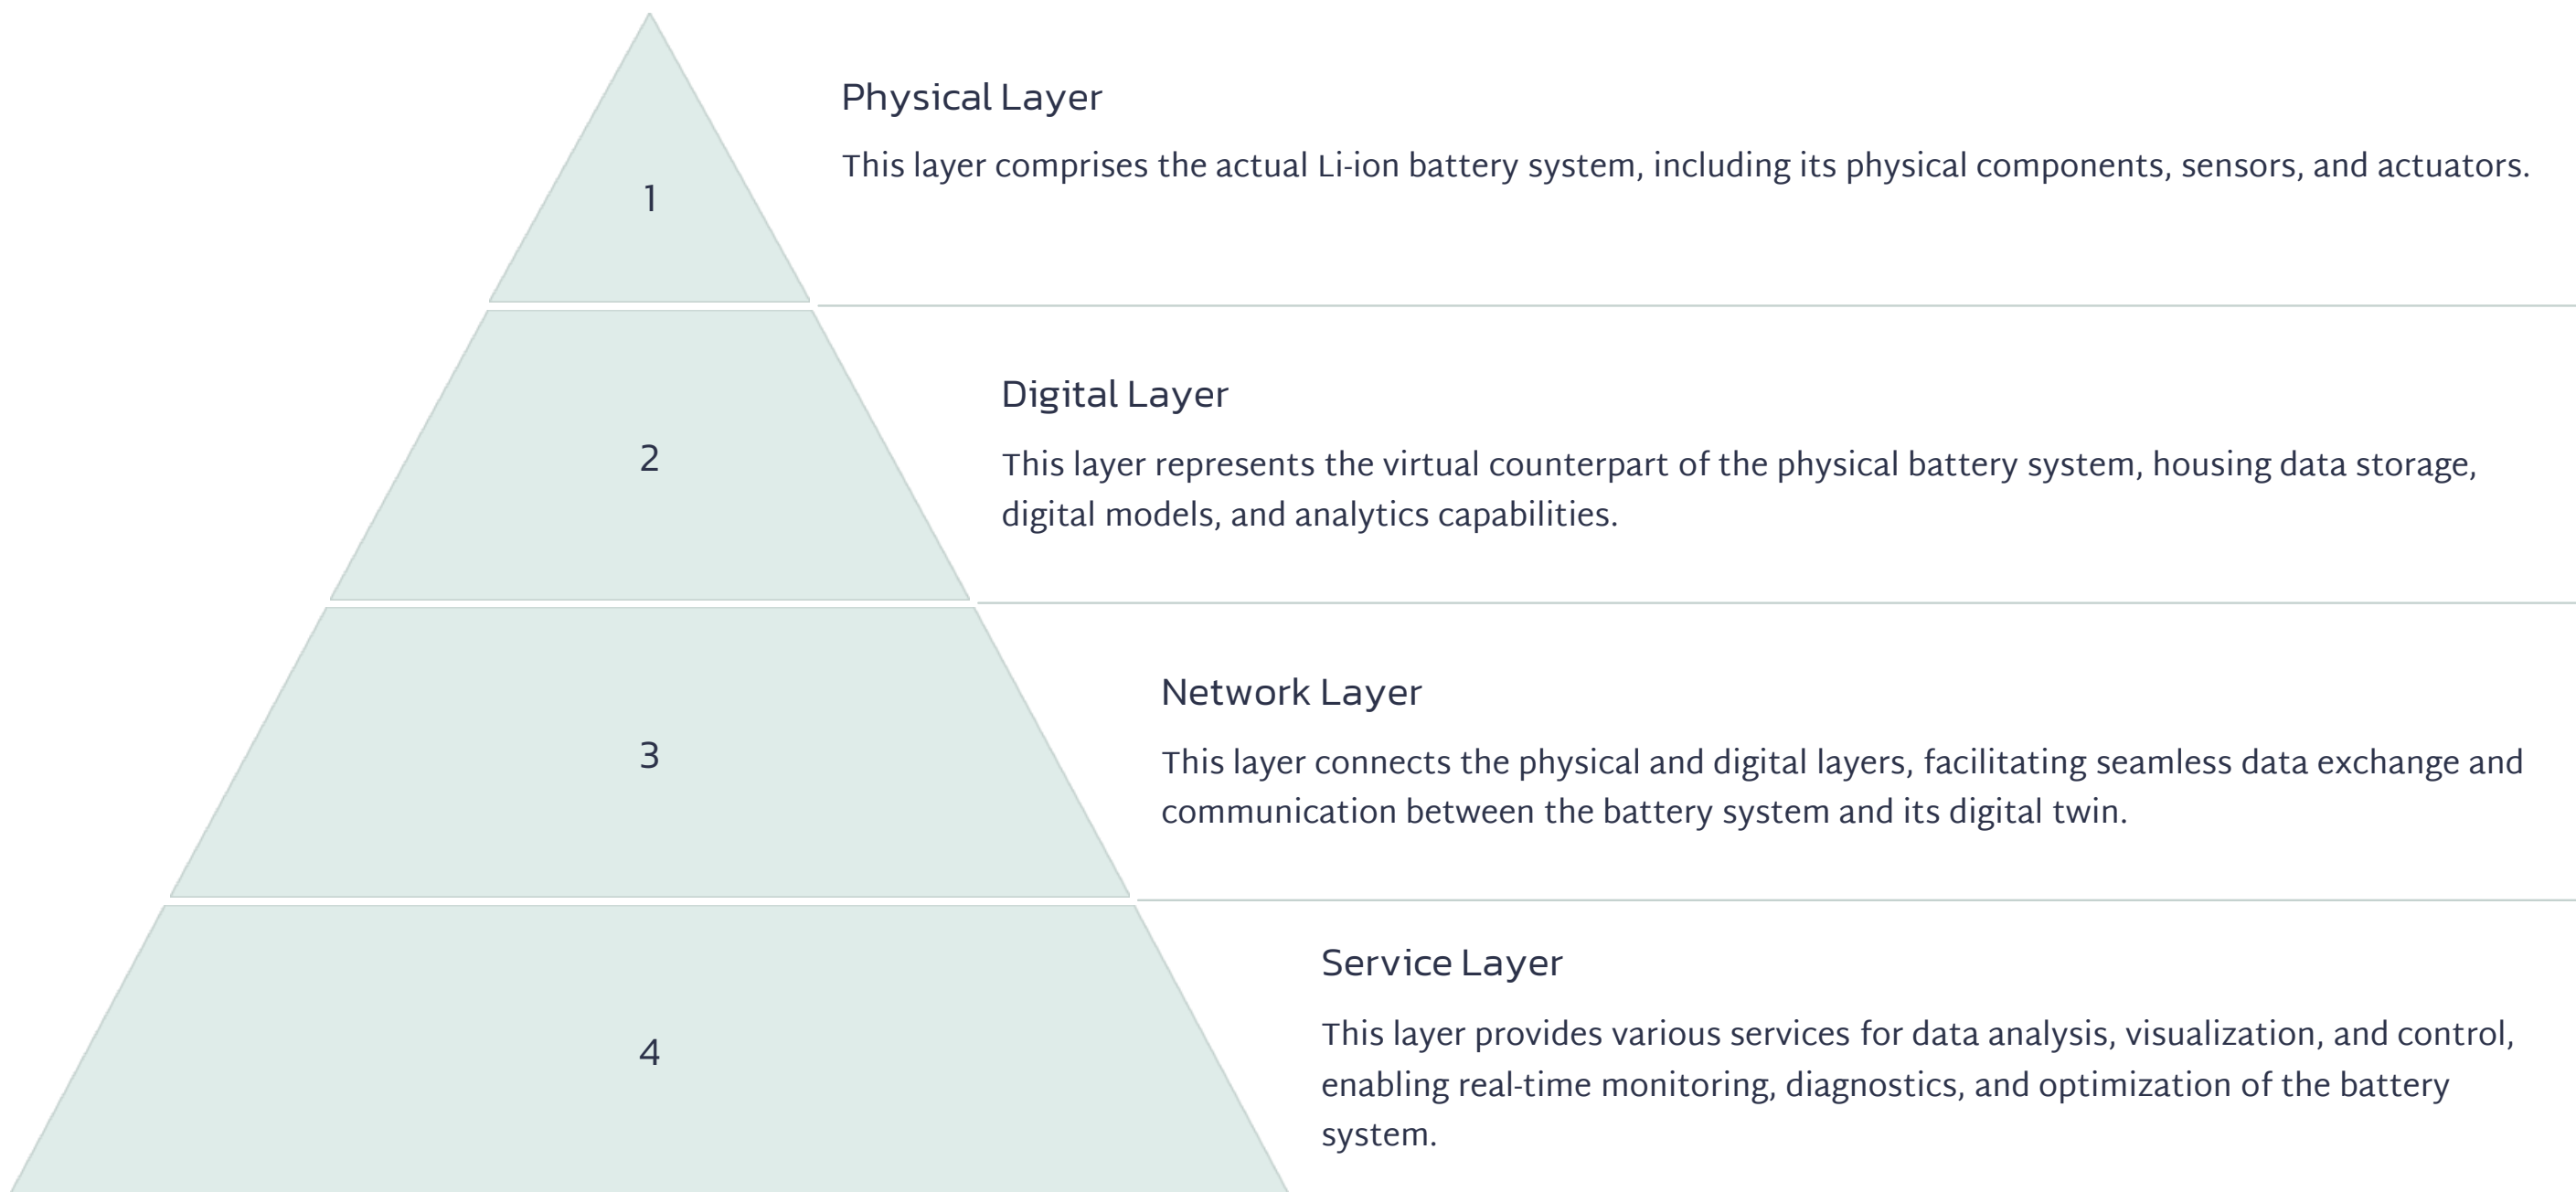 1
Physical Layer
This layer comprises the actual Li-ion battery system, including its physical components, sensors, and actuators.
2
Digital Layer
This layer represents the virtual counterpart of the physical battery system, housing data storage,
digital models, and analytics capabilities.
3
Network Layer
This layer connects the physical and digital layers, facilitating seamless data exchange and
communication between the battery system and its digital twin.
4
Service Layer
This layer provides various services for data analysis, visualization, and control,
enabling real-time monitoring, diagnostics, and optimization of the battery
system.